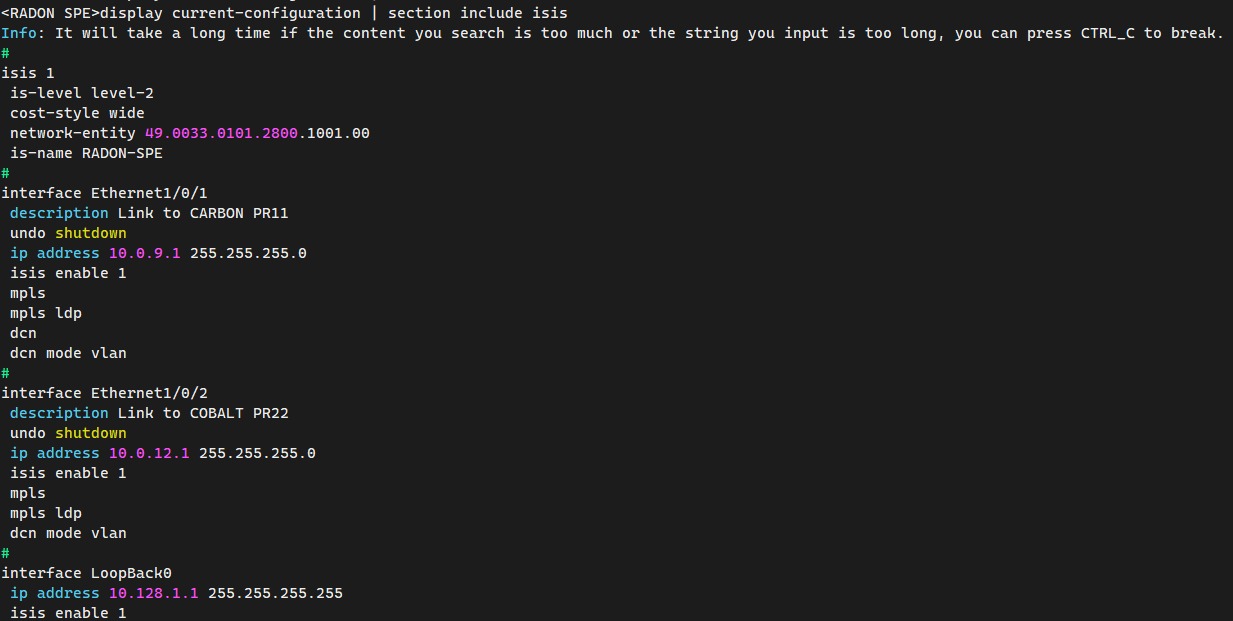 <RADON SPE>display current-configuration | section include isis
Info: It will take a long time if the content you search is too much or the string you input is too long, you can press CTRL_C to break.
#
isis 1
 is-level level-2
 cost-style wide
 network-entity 49.0033.0101.2800.1001.00
 is-name RADON-SPE
#
interface Ethernet1/0/1
 description Link to CARBON PR11
 undo shutdown
 ip address 10.0.9.1 255.255.255.0
 isis enable 1
 mpls
 mpls ldp
 dcn
 dcn mode vlan
#
interface Ethernet1/0/2
 description Link to COBALT PR22
 undo shutdown
 ip address 10.0.12.1 255.255.255.0
 isis enable 1
 mpls
 mpls ldp
 dcn mode vlan
#
interface LoopBack0
 ip address 10.128.1.1 255.255.255.255
 isis enable 1